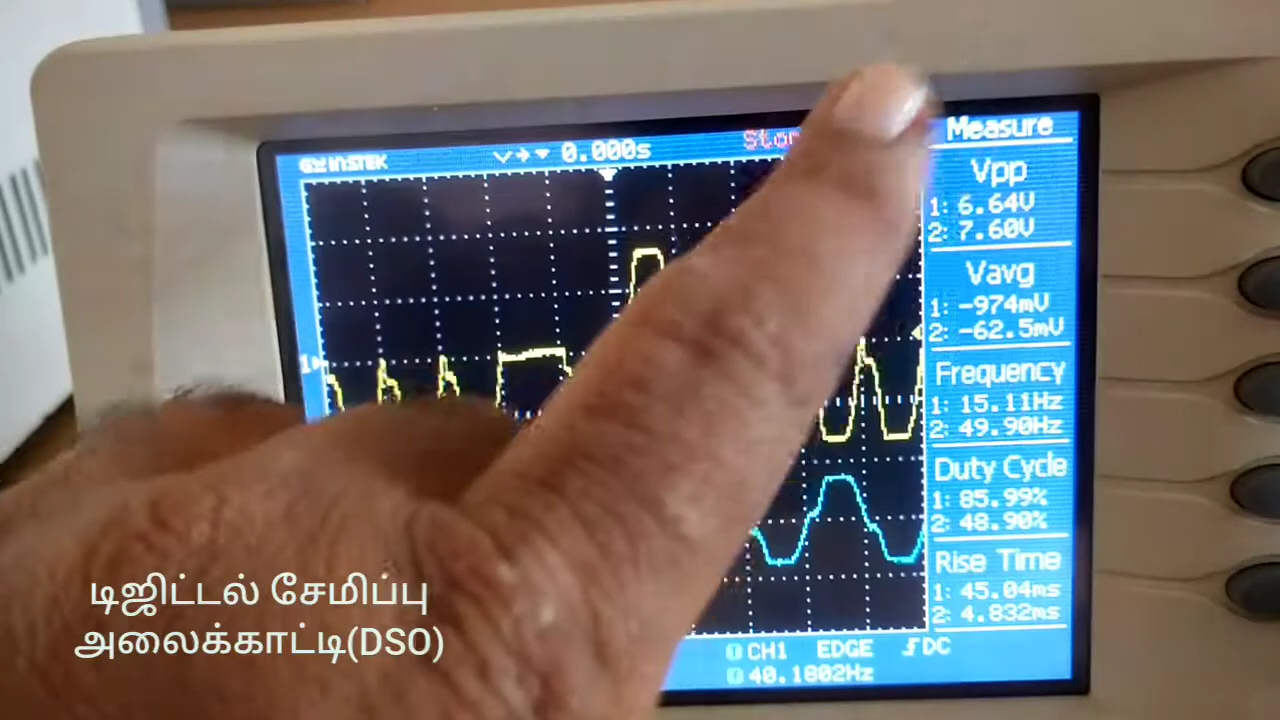 GWINSTEK
0.000s
Measure
Vpp
1: 6.64V
2: 7.60V
Vavg
1: -974mV
2: -62.5mV
Frequency
1: 15.11Hz
2: 49.90Hz
Duty Cycle
1: 85.99%
2: 48.90%
Rise Time
1: 45.04ms
2: 4.832ms
1
CH1 EDGE DC
40.1802Hz
டிஜிட்டல் சேமிப்பு
அலைக்காட்டி(DSO)